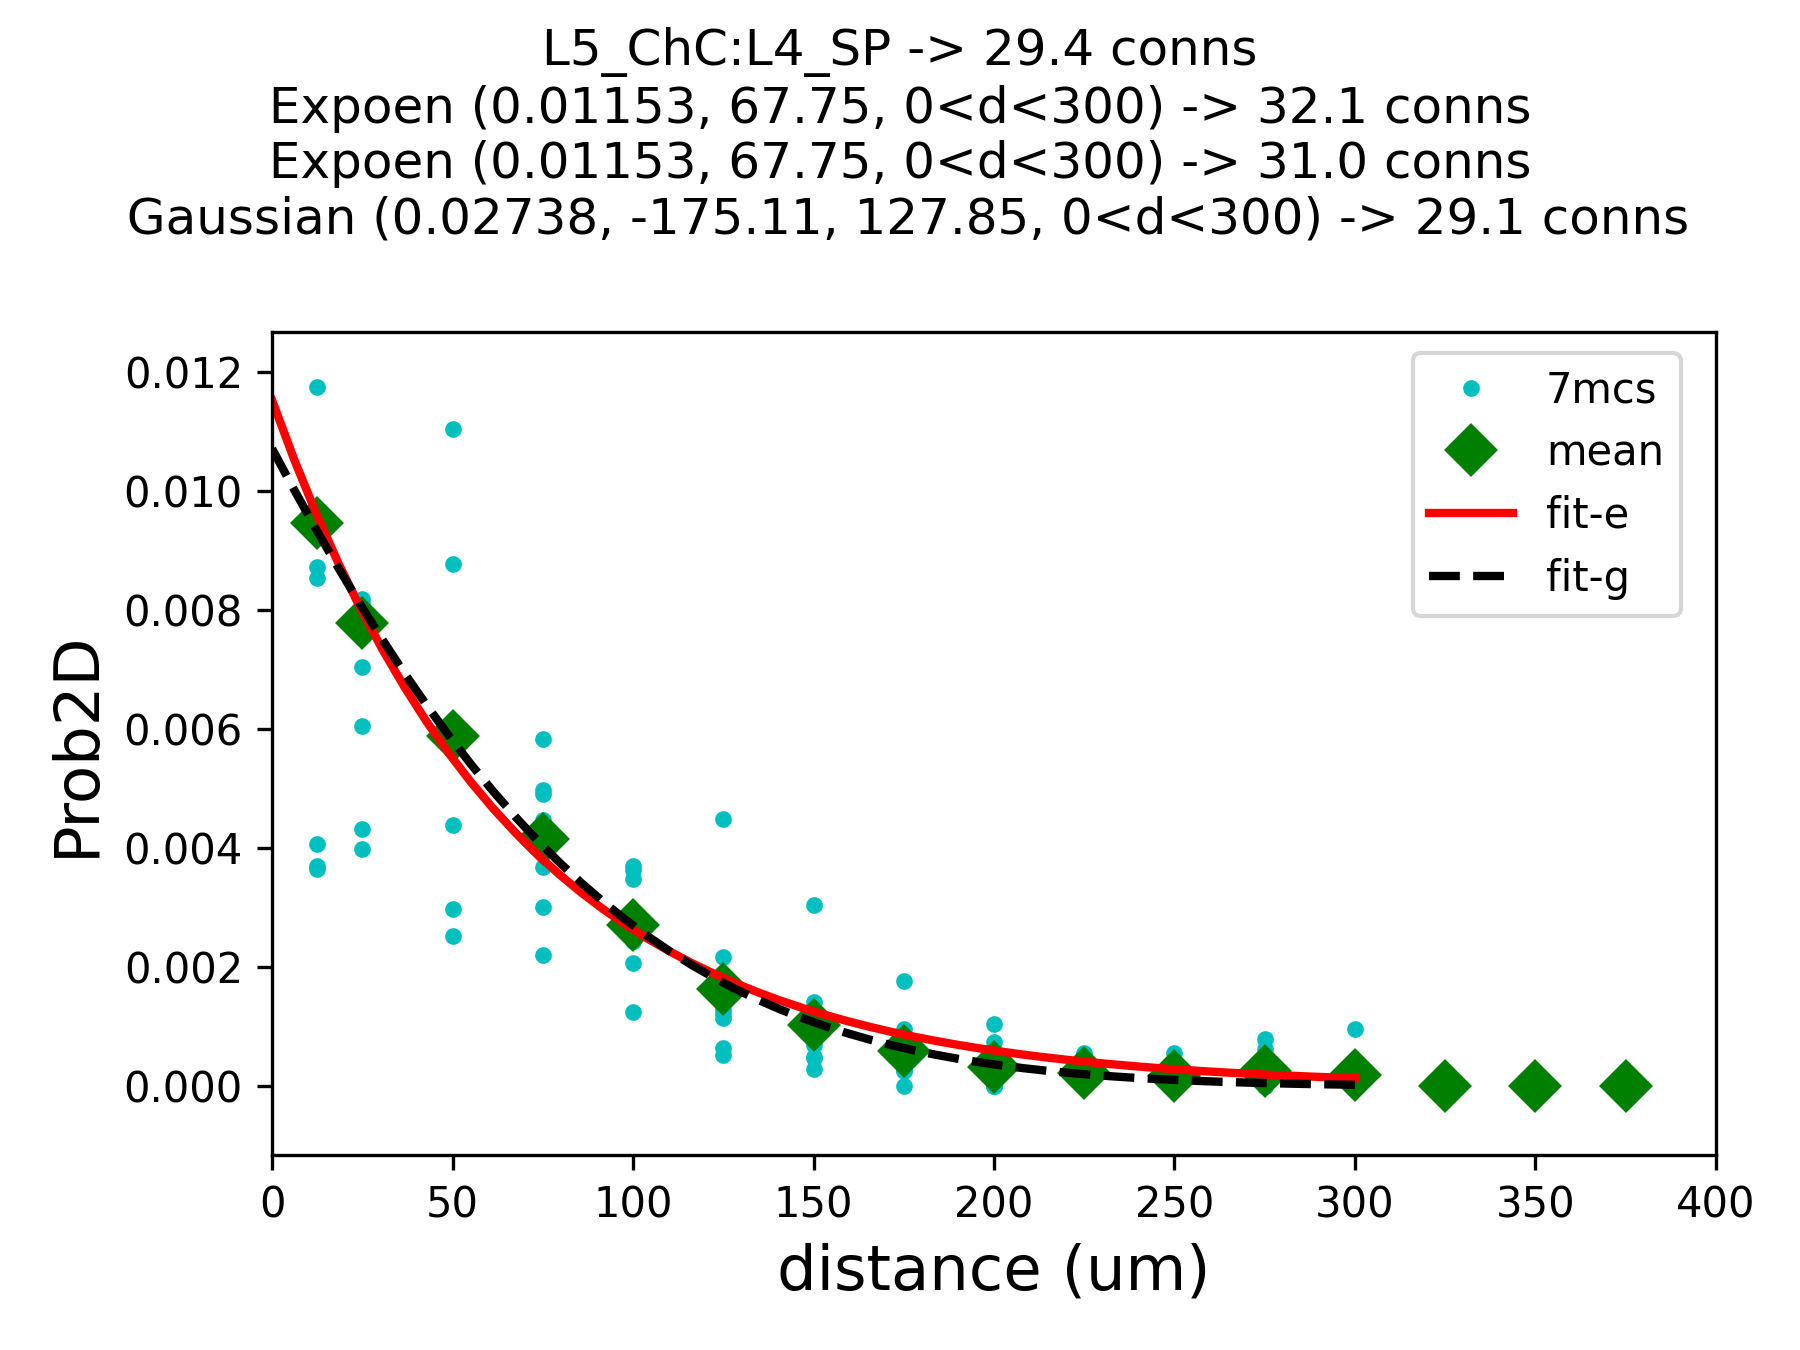 L5_ChC:L4_SP -> 29.4 conns
Expoen (0.01153, 67.75, 0<d<300) -> 32.1 conns
Expoen (0.01153, 67.75, 0<d<300) -> 31.0 conns
Gaussian (0.02738, -175.11, 127.85, 0<d<300) -> 29.1 conns
0.012
0.010
0.008
0.006
0.004
0.002
0.000
Prob2D
7mcs
mean
fit-e
fit-g
0 50 100 150 200 250 300 350 400
distance (um)